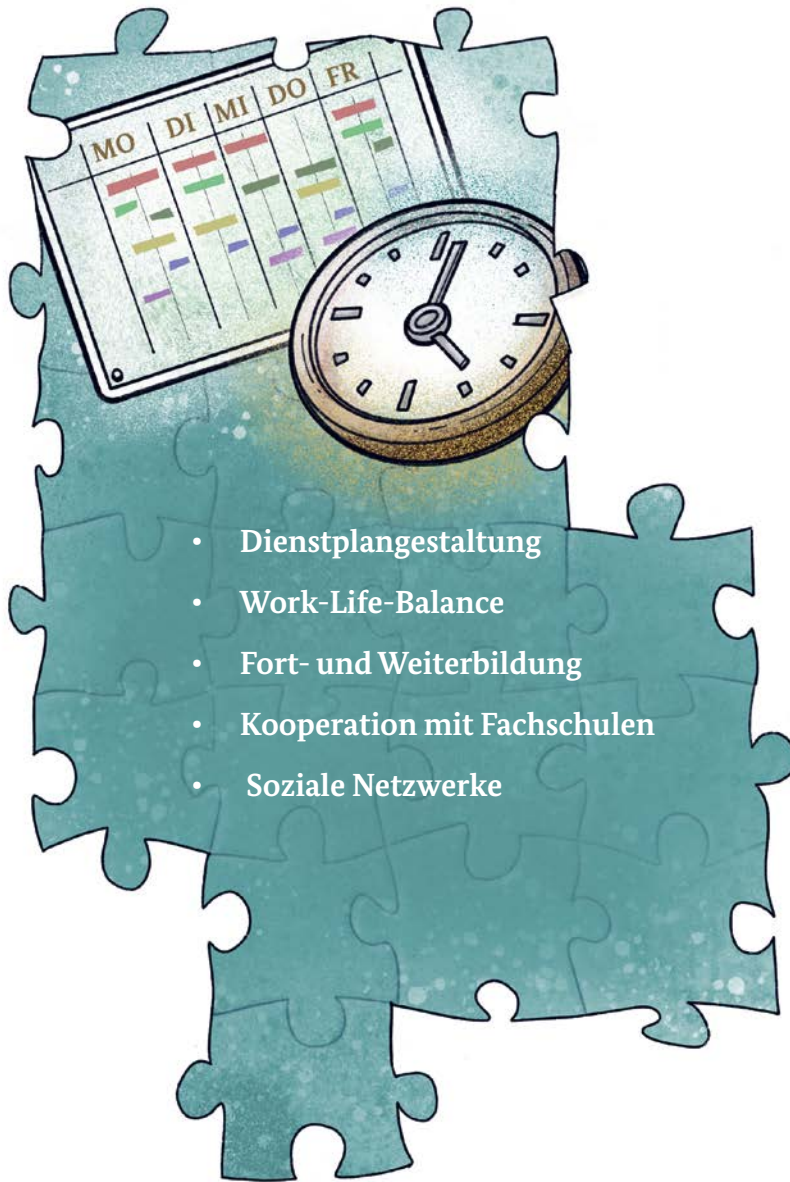 MO DI MI DO FR
• Dienstplangestaltung
• Work-Life-Balance
• Fort- und Weiterbildung
• Kooperation mit Fachschulen
• Soziale Netzwerke